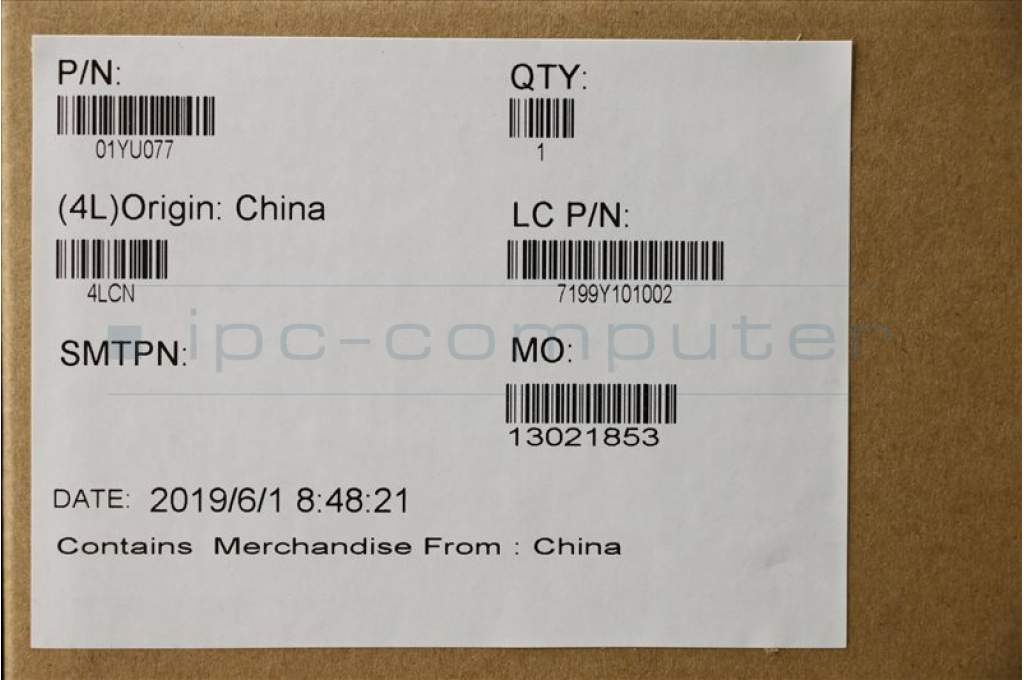 P/N:
01YU077
QTY:
1
(4L)Origin: China
4LCN
LC P/N:
7199Y101002
ipc-computer
SMTPN:
MO:
13021853
DATE: 2019/6/1 8:48:21
Contains Merchandise From : China